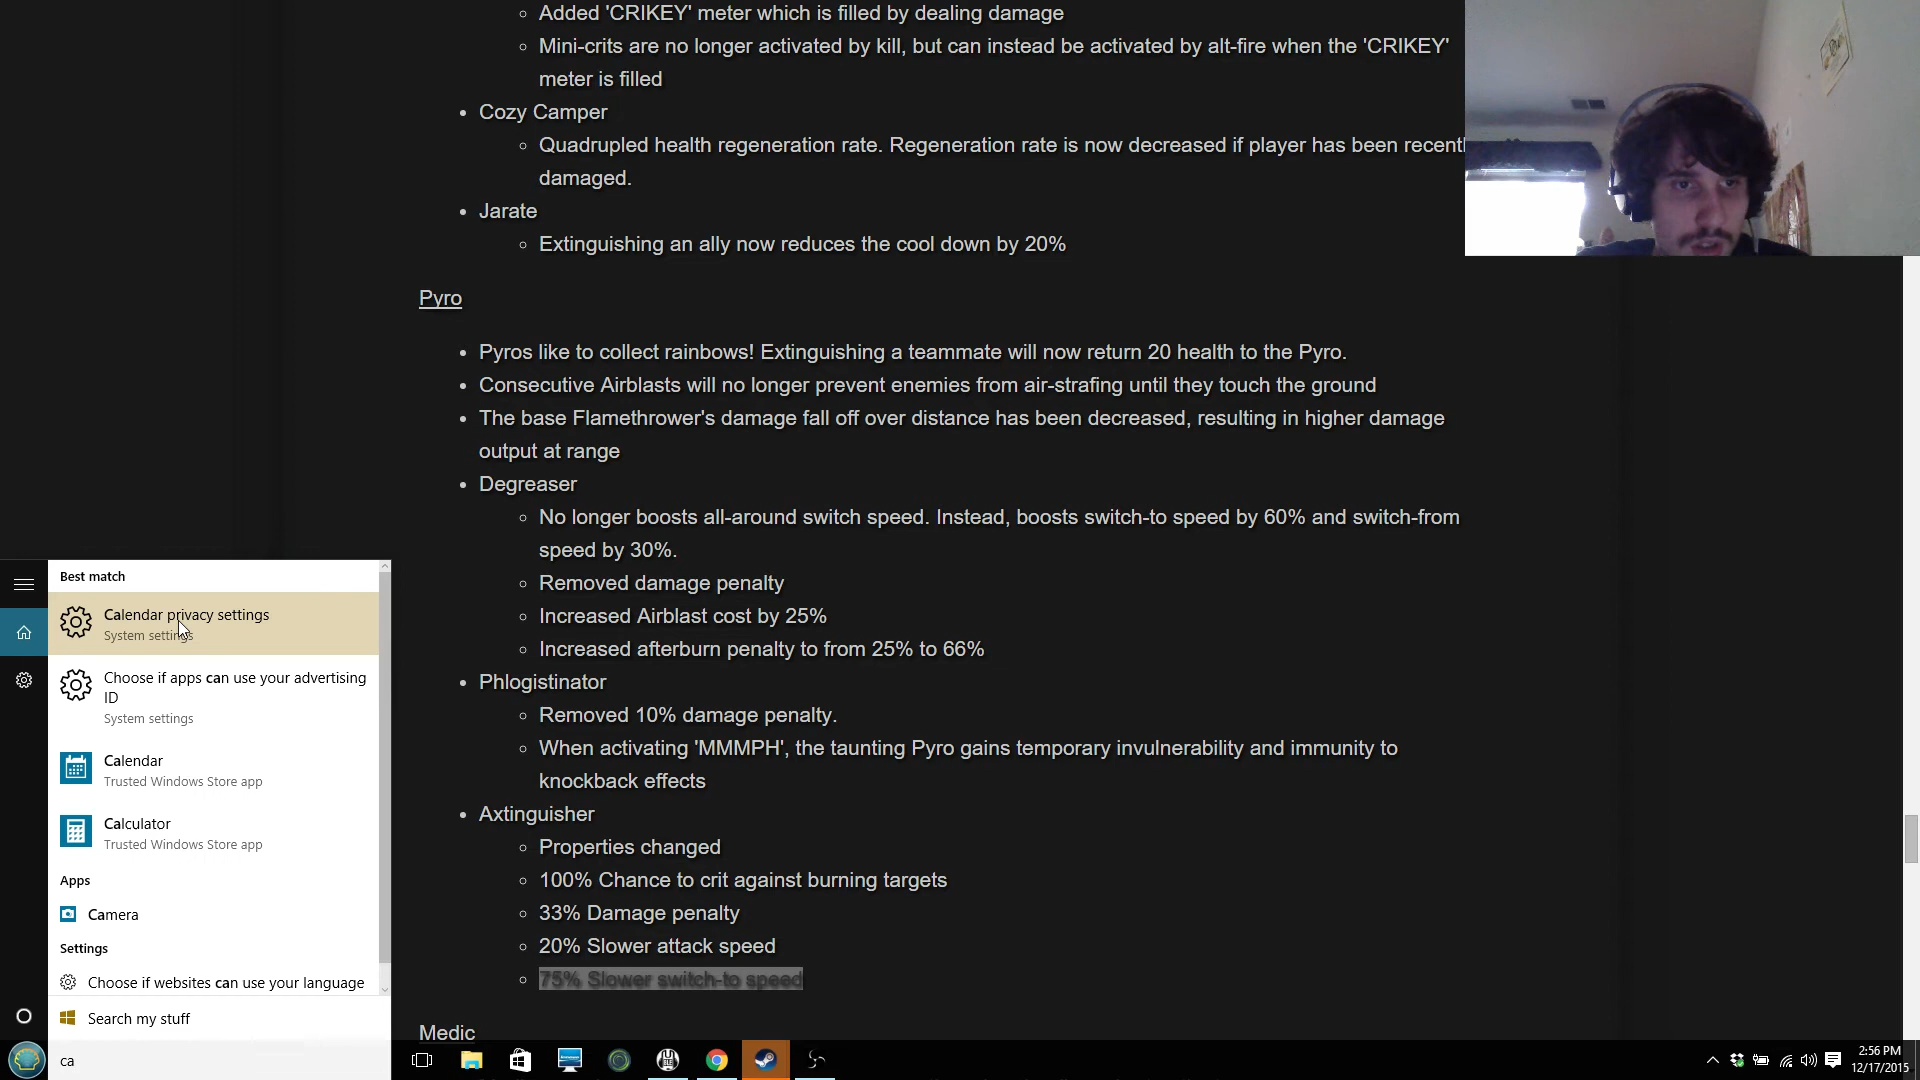 Added 'CRIKEY' meter which is filled by dealing damage
Mini-crits are no longer activated by kill, but can instead be activated by alt-fire when the 'CRIKEY'
meter is filled
Cozy Camper
Quadrupled health regeneration rate. Regeneration rate is now decreased if player has been
damaged.
Jarate
Extinguishing an ally now reduces the cool down by 20%
Pyro
Pyros like to collect rainbows! Extinguishing a teammate will now return 20 health to the Pyro.
Consecutive Airblasts will no longer prevent enemies from air-strafing until they touch the ground
The base Flamethrower's damage fall off over distance has been decreased, resulting in higher damage
output at range
Degreaser
No longer boosts all-around switch speed. Instead, boosts switch-to speed by 60% and switch-from
speed by 30%.
Removed damage penalty
Increased Airblast cost by 25%
Increased afterburn penalty to from 25% to 66%
Phlogistinator
Removed 10% damage penalty.
When activating 'MMMPH', the taunting Pyro gains temporary invulnerability and immunity to
knockback effects
Axtinguisher
Properties changed
100% Chance to crit against burning targets
33% Damage penalty
20% Slower attack speed
75% Slower switch-to speed
Medic
Best match
Calendar privacy settings
System settings
Choose if apps can use your advertising
ID
System settings
Calendar
Trusted Windows Store app
Calculator
Trusted Windows Store app
Apps
Camera
Settings
Choose if websites can use your language
Search my stuff
ca
2:56 PM
12/17/2015